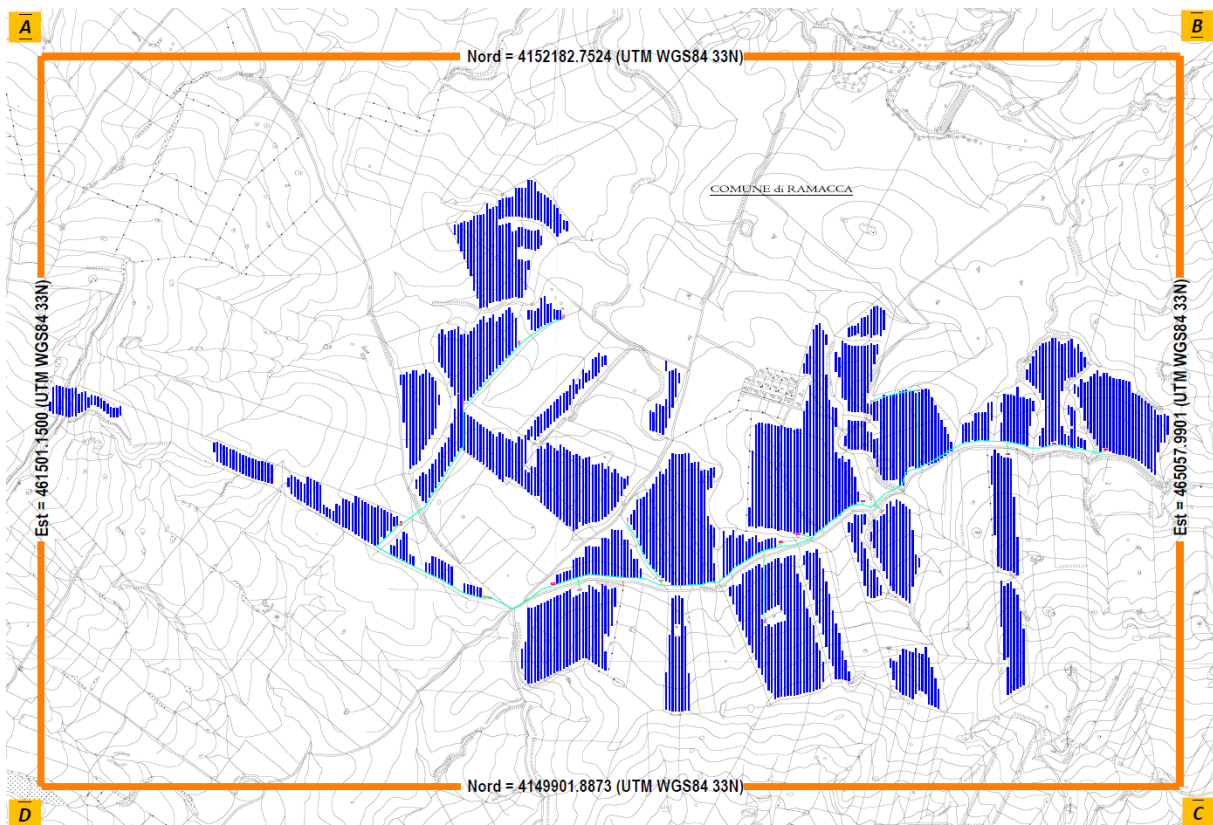 A
B
Nord = 4152182.7524 (UTM WGS84 33N)
COMUNE di RAMACCA
Est = 461501.1500 (UTM WGS84 33N)
Est = 465057.9901 (UTM WGS84 33N)
Nord = 4149901.8873 (UTM WGS84 33N)
D
C